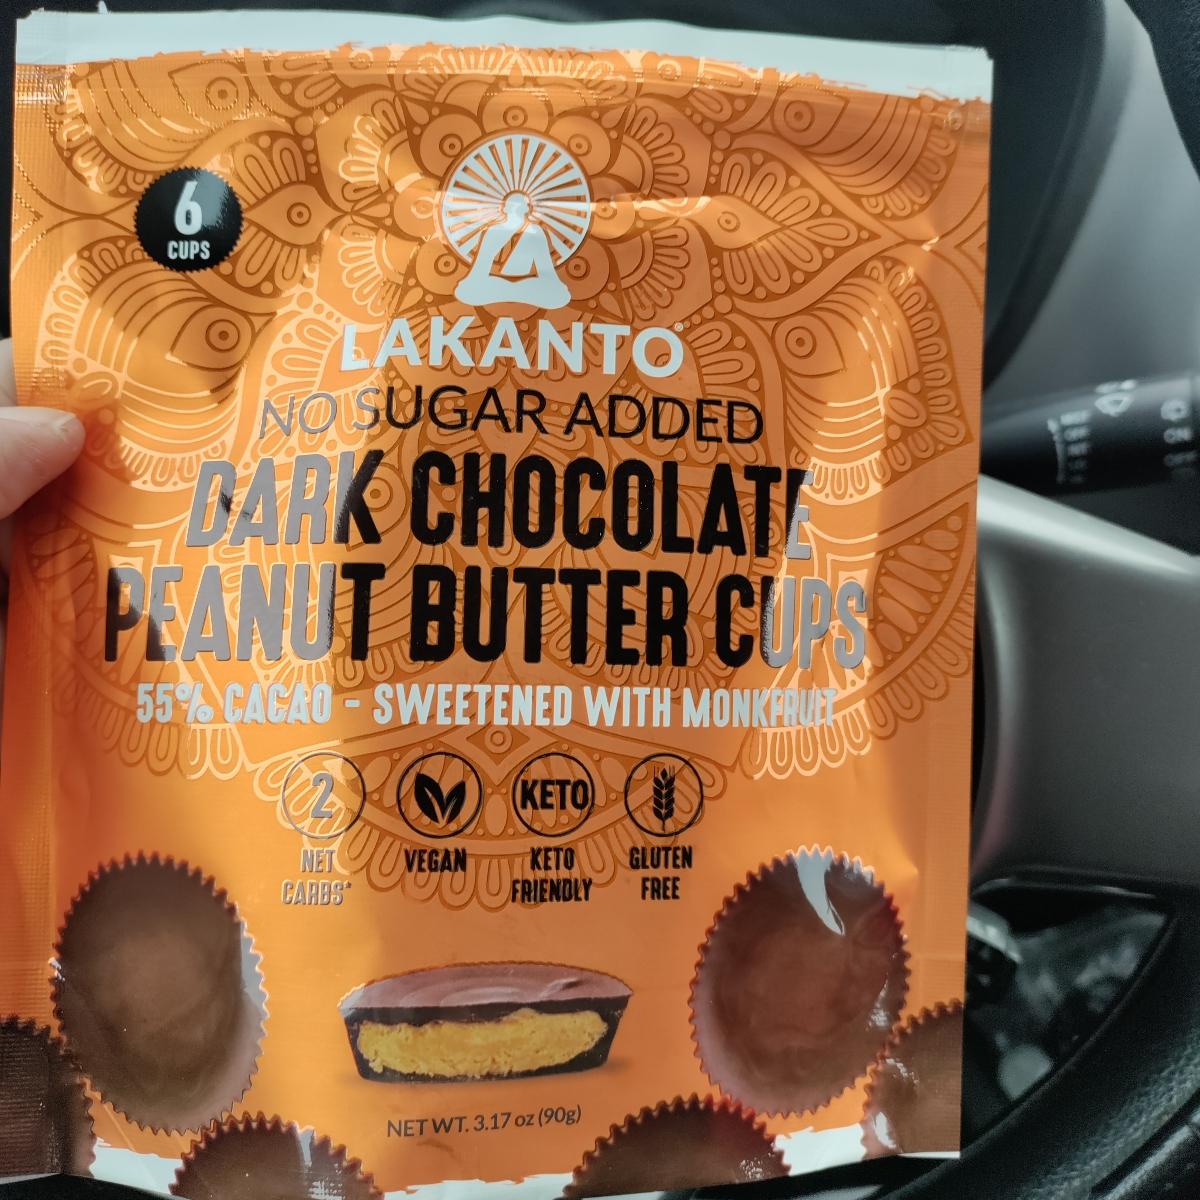 6
CUPS
LAKANTO®
NO SUGAR ADDED
DARK CHOCOLATE
PEANUT BUTTER CUPS
55% CACAO - SWEETENED WITH MONKFRUIT
2
NET
CARBS*
VEGAN
KETO
KETO
FRIENDLY
GLUTEN
FREE
NET WT. 3.17 oz (90g)